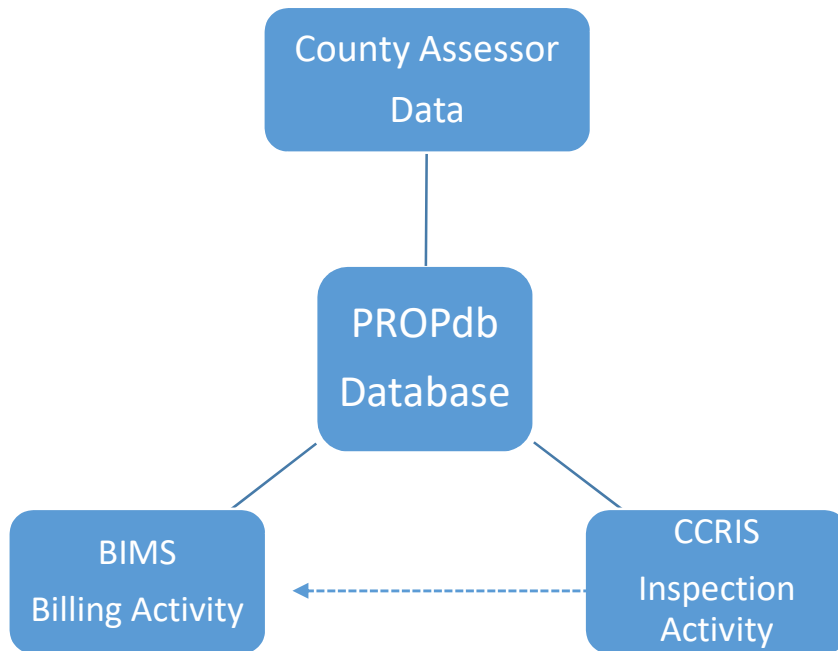 County Assessor
Data
PROPdb
Database
BIMS
Billing Activity
CCRIS
Inspection
Activity